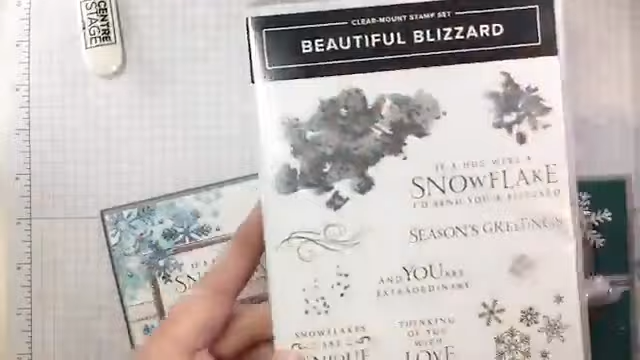 CENTRE
STAGE
CLEAR-MOUNT STAMP SET
BEAUTIFUL BLIZZARD
IF A HUG WERE A
SNOWFLAKE
I'D SEND YOU A BLIZZARD
SEASON'S GREETINGS
AND YOU ARE
EXTRAORDINARY
SNOWFLAKES
ARE
UNIQUE
THINKING
OF YOU
WITH
LOVE